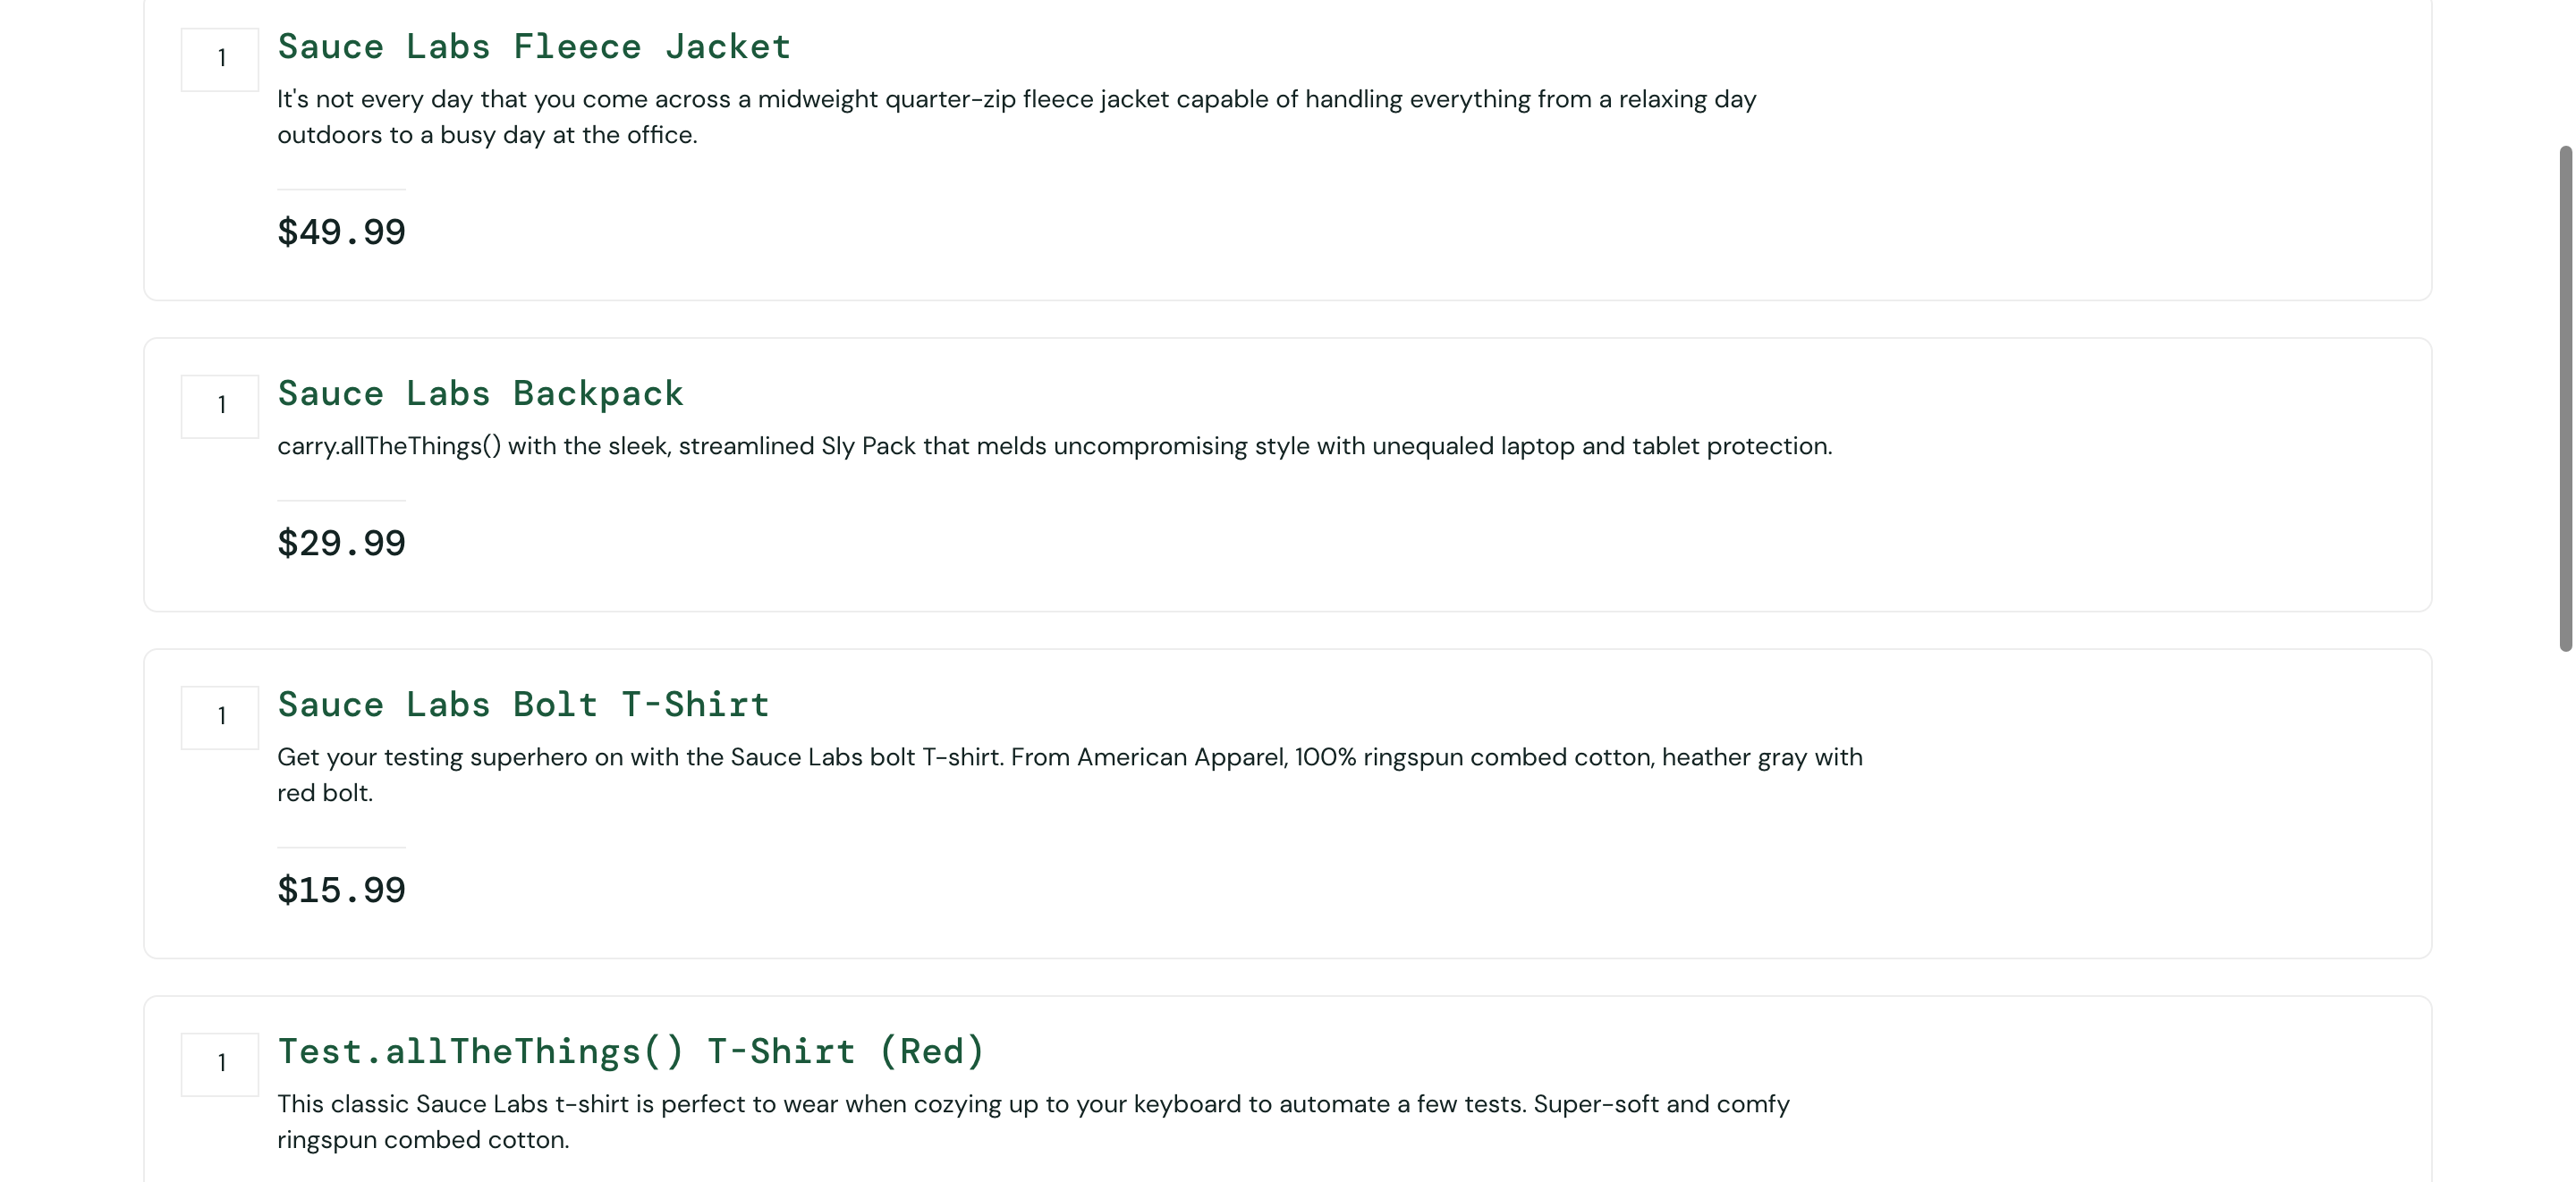 1
Sauce Labs Fleece Jacket
It's not every day that you come across a midweight quarter-zip fleece jacket capable of handling everything from a relaxing day
outdoors to a busy day at the office.
$49.99
1
Sauce Labs Backpack
carry.allTheThings() with the sleek, streamlined Sly Pack that melds uncompromising style with unequaled laptop and tablet protection.
$29.99
1
Sauce Labs Bolt T-Shirt
Get your testing superhero on with the Sauce Labs bolt T-shirt. From American Apparel, 100% ringspun combed cotton, heather gray with
red bolt.
$15.99
1
Test.allTheThings() T-Shirt (Red)
This classic Sauce Labs t-shirt is perfect to wear when cozying up to your keyboard to automate a few tests. Super-soft and comfy
ringspun combed cotton.